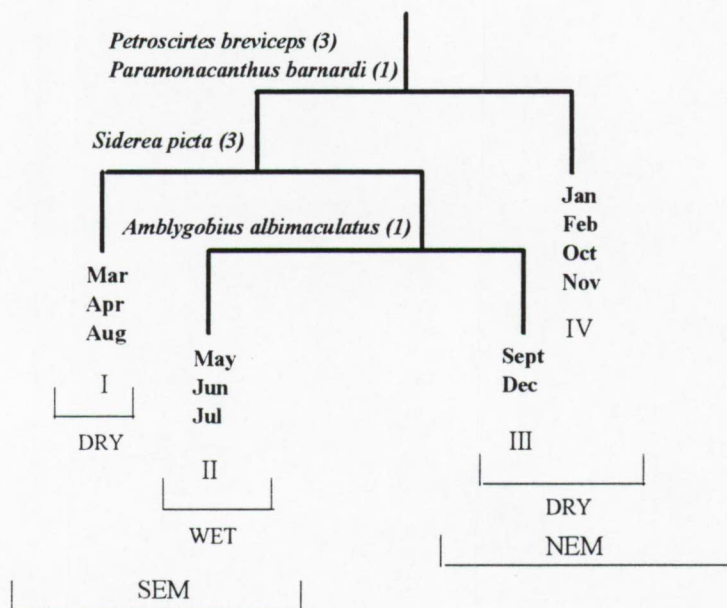 Petroscirtes breviceps (3)
Paramonacanthus barnardi (1)
Siderea picta (3)
Amblygobius albimaculatus (1)
Jan
Feb
Oct
Nov
IV
Mar
Apr
Aug
I
DRY
May
Jun
Jul
II
WET
Sept
Dec
III
DRY
NEM
SEM